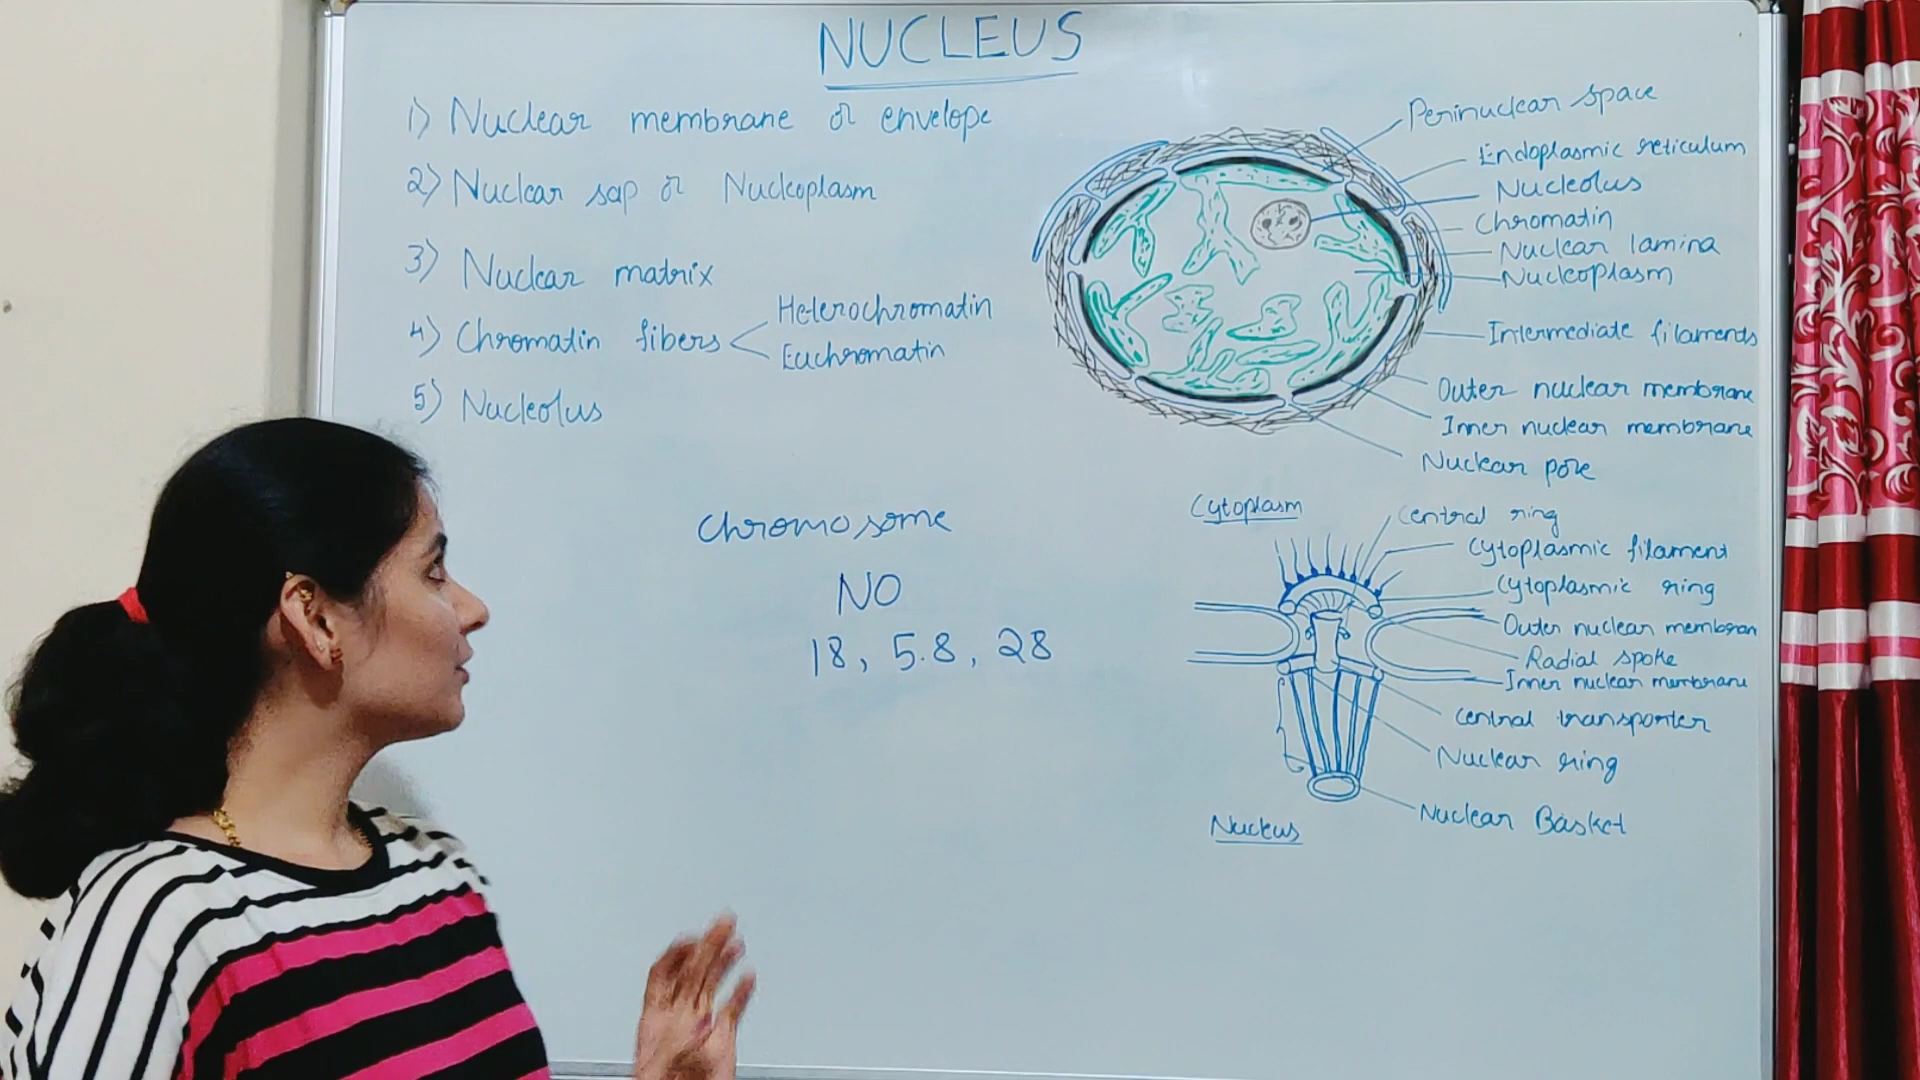 NUCLEUS
1) Nuclear membrane or envelope
2) Nuclear sap or Nucleoplasm
3) Nuclear matrix
4) Chromatin fibers < Heterochromatin
Euchromatin
5) Nucleolus
Chromosome
NO
18, 5.8, 28
Perinuclear space
Endoplasmic reticulum
Nucleolus
Chromatin
Nuclear lamina
Nucleoplasm
Intermediate filaments
Outer nuclear membrane
Inner nuclear membrane
Nuclear pore
Cytoplasm
Central ring
Cytoplasmic filament
Cytoplasmic ring
Outer nuclear membran
Radial spoke
Inner nuclear membrane
Central transporter
Nuclear ring
Nuclear Basket
Nucleus